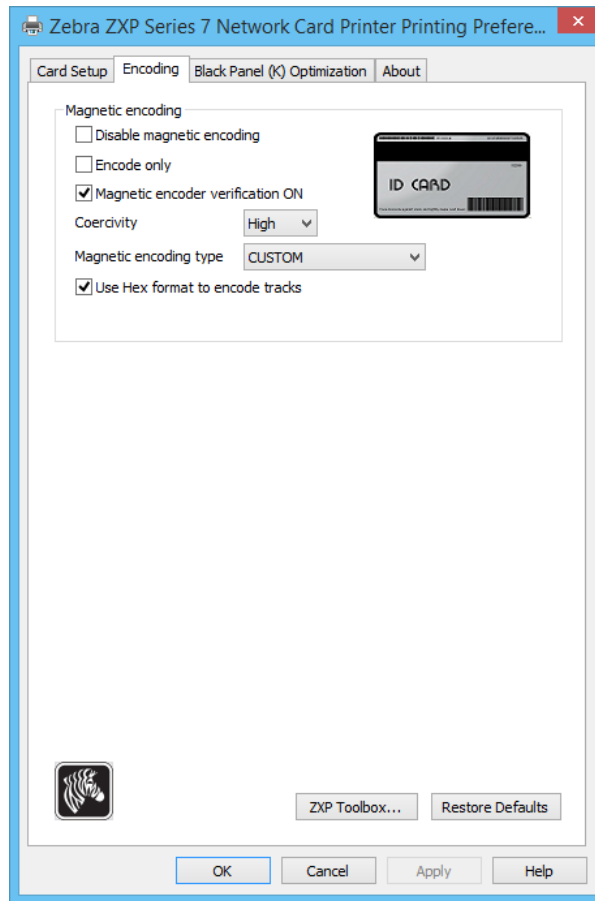 Zebra ZXP Series 7 Network Card Printer Printing Prefere...
Card Setup Encoding Black Panel (K) Optimization About
Magnetic encoding
Disable magnetic encoding
Encode only
Magnetic encoder verification ON
ID CARD
Coercivity High
Magnetic encoding type CUSTOM
Use Hex format to encode tracks
ZXP Toolbox... Restore Defaults
OK Cancel Apply Help